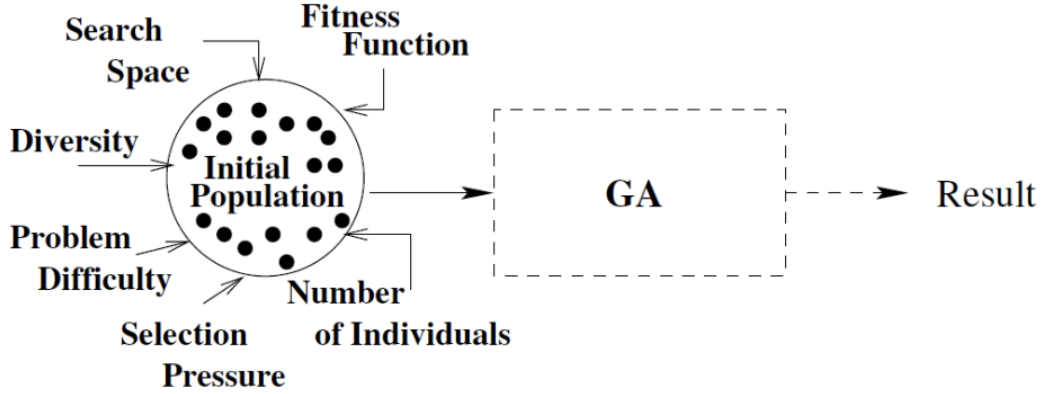 Search
Space
Fitness
Function
Diversity
Initial
Population
GA
Result
Problem
Difficulty
Number
of Individuals
Selection
Pressure